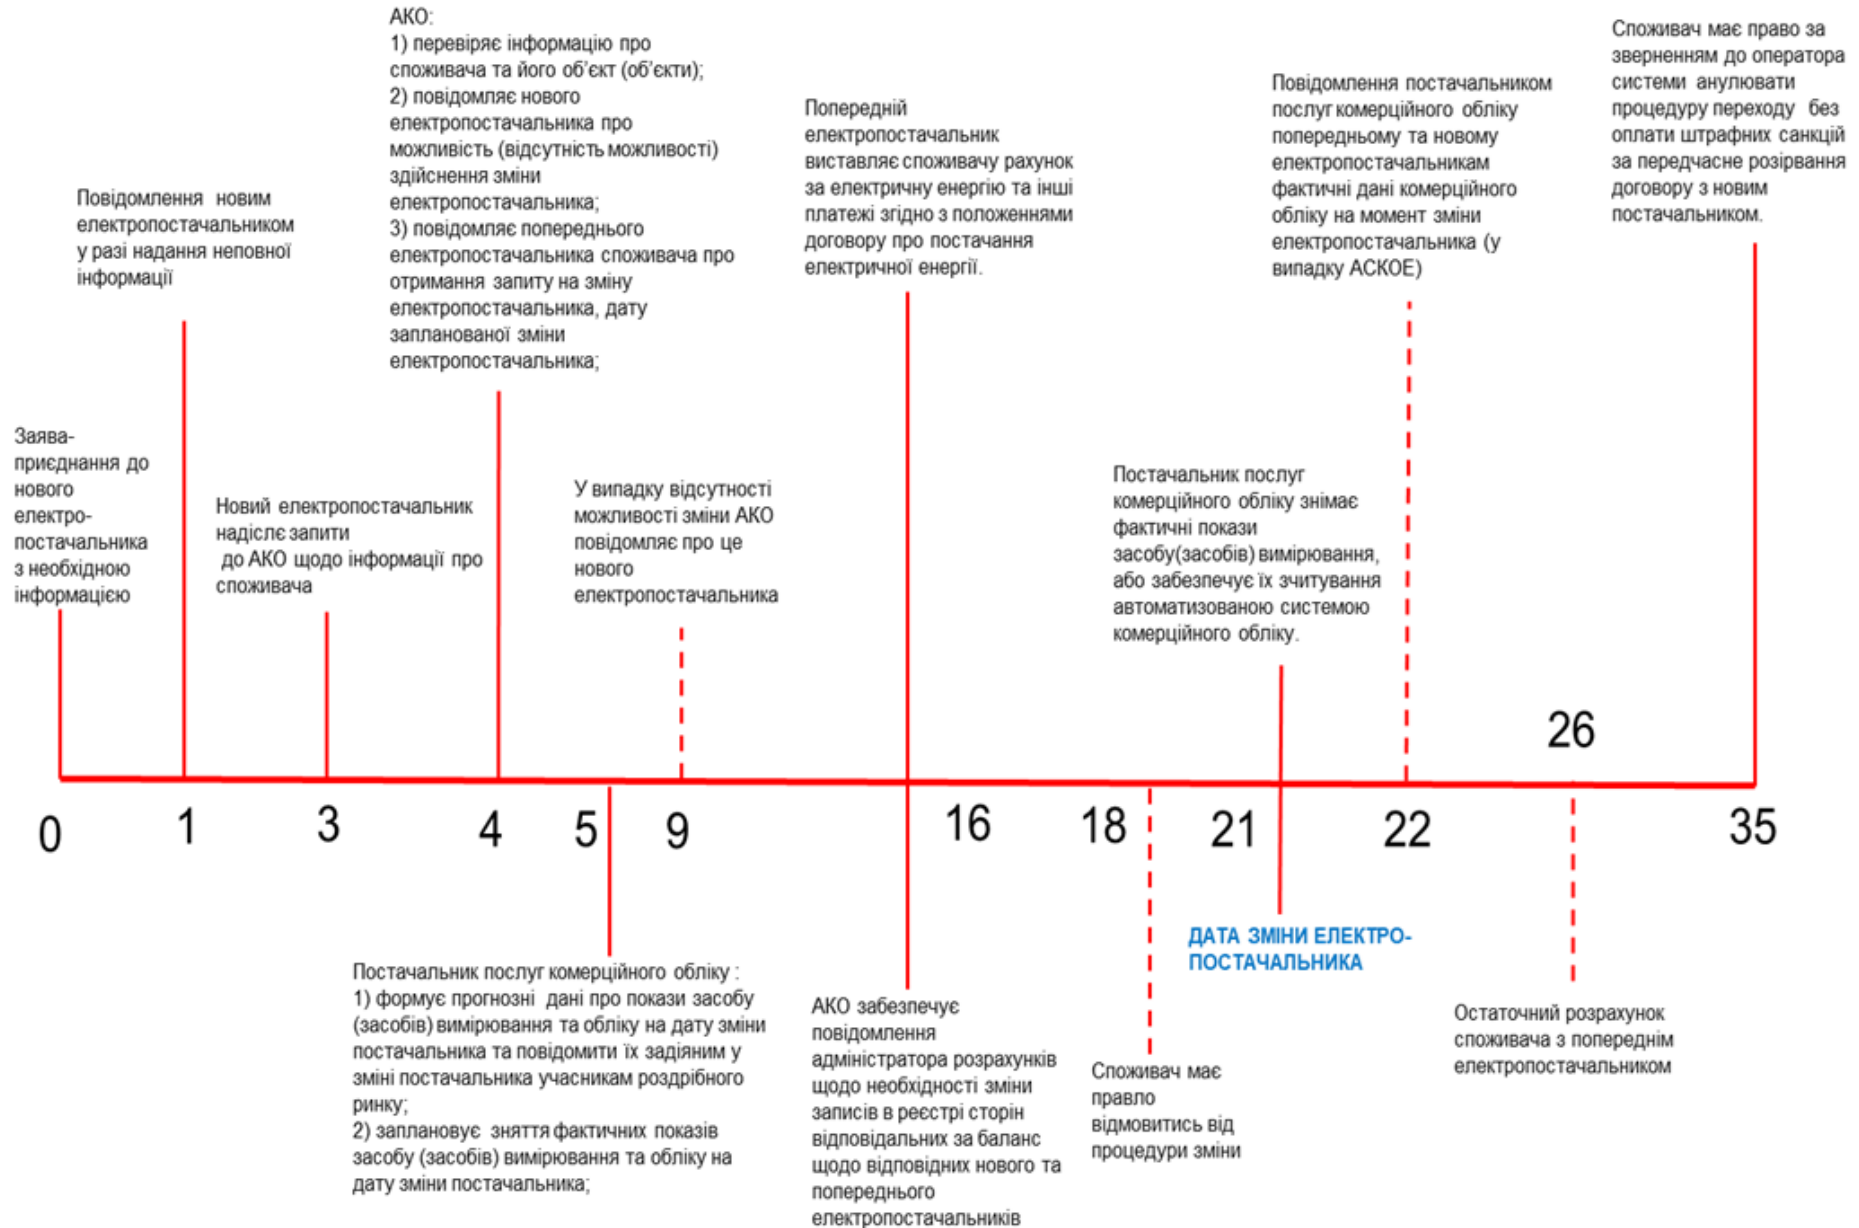 АКО:
1) перевіряє інформацію про
споживача та його об’єкт (об’єкти);
2) повідомляє нового
електропостачальника про
можливість (відсутність можливості)
здійснення зміни
електропостачальника;
3) повідомляє попереднього
електропостачальника споживача про
отримання запиту на зміну
електропостачальника, дату
запланованої зміни
електропостачальника;
Споживач має право за
зверненням до оператора
системи анулювати
процедуру переходу без
оплати штрафних санкцій
за передчасне розірвання
договору з новим
постачальником.
Повідомлення постачальником
послуг комерційного обліку
попередньому та новому
електропостачальникам
фактичні дані комерційного
обліку на момент зміни
електропостачальника (у
випадку АСКОЕ)
Попередній
електропостачальник
виставляє споживачу рахунок
за електричну енергію та інші
платежі згідно з положеннями
договору про постачання
електричної енергії.
Повідомлення новим
електропостачальником
у разі надання неповної
інформації
Заява-
приєднання до
нового
електро-
постачальника
з необхідною
інформацією
Новий електропостачальник
надіслє запити
до АКО щодо інформації про
споживача
У випадку відсутності
можливості зміни АКО
повідомляє про це
нового
електропостачальника
Постачальник послуг
комерційного обліку знімає
фактичні покази
засобу(засобів) вимірювання,
або забезпечує їх зчитування
автоматизованою системою
комерційного обліку.
26
0 1 3 4 5 9 16 18 21 22 35
ДАТА ЗМІНИ ЕЛЕКТРО-
ПОСТАЧАЛЬНИКА
Постачальник послуг комерційного обліку :
1) формує прогнозні дані про покази засобу
(засобів) вимірювання та обліку на дату зміни
постачальника та повідомити їх задіяним у
зміні постачальника учасникам роздрібного
ринку;
2) заплановує зняття фактичних показів
засобу (засобів) вимірювання та обліку на
дату зміни постачальника;
АКО забезпечує
повідомлення
адміністратора розрахунків
щодо необхідності зміни
записів в реєстрі сторін
відповідальних за баланс
щодо відповідних нового та
попереднього
електропостачальників
Споживач має
правло
відмовитись від
процедури зміни
Остаточний розрахунок
споживача з попереднім
електропостачальником